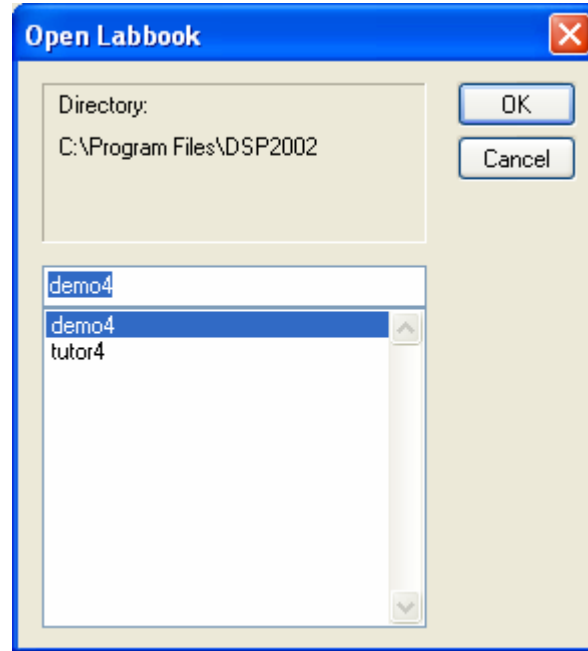 Open Labbook
Directory:
C:\Program Files\DSP2002
OK
Cancel
demo4
demo4
tutor4